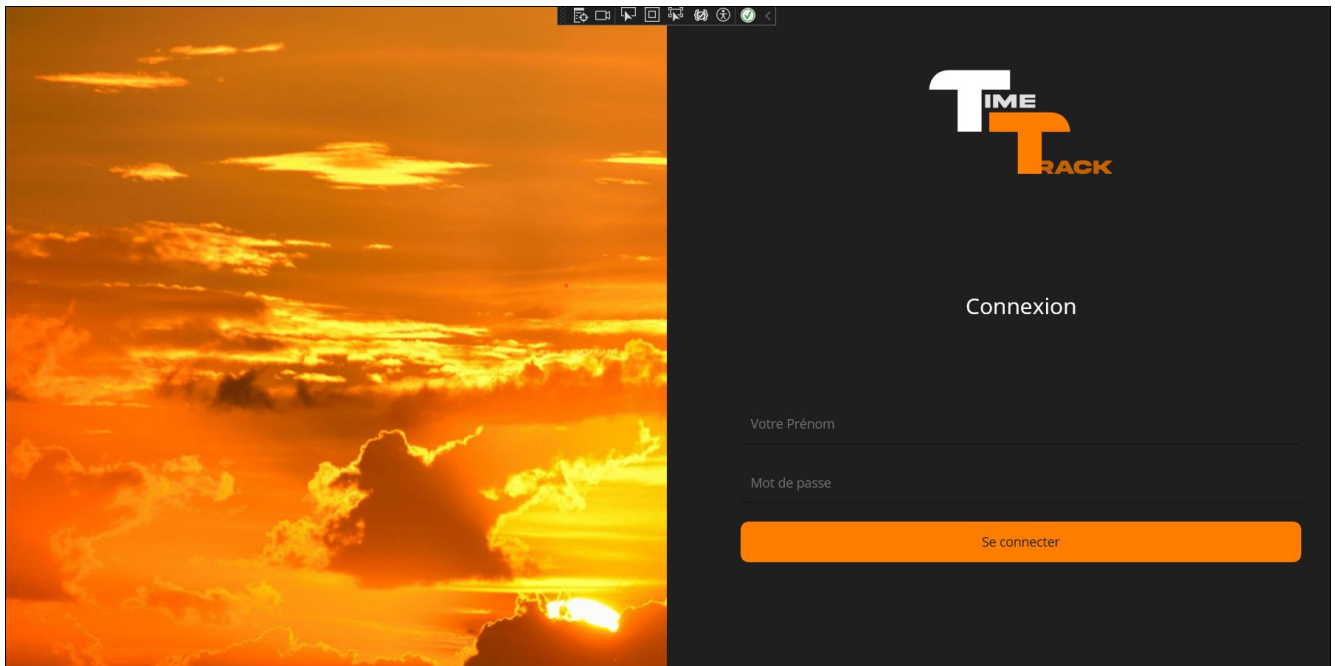 TIME
TRACK
Connexion
Votre Prénom
Mot de passe
Se connecter